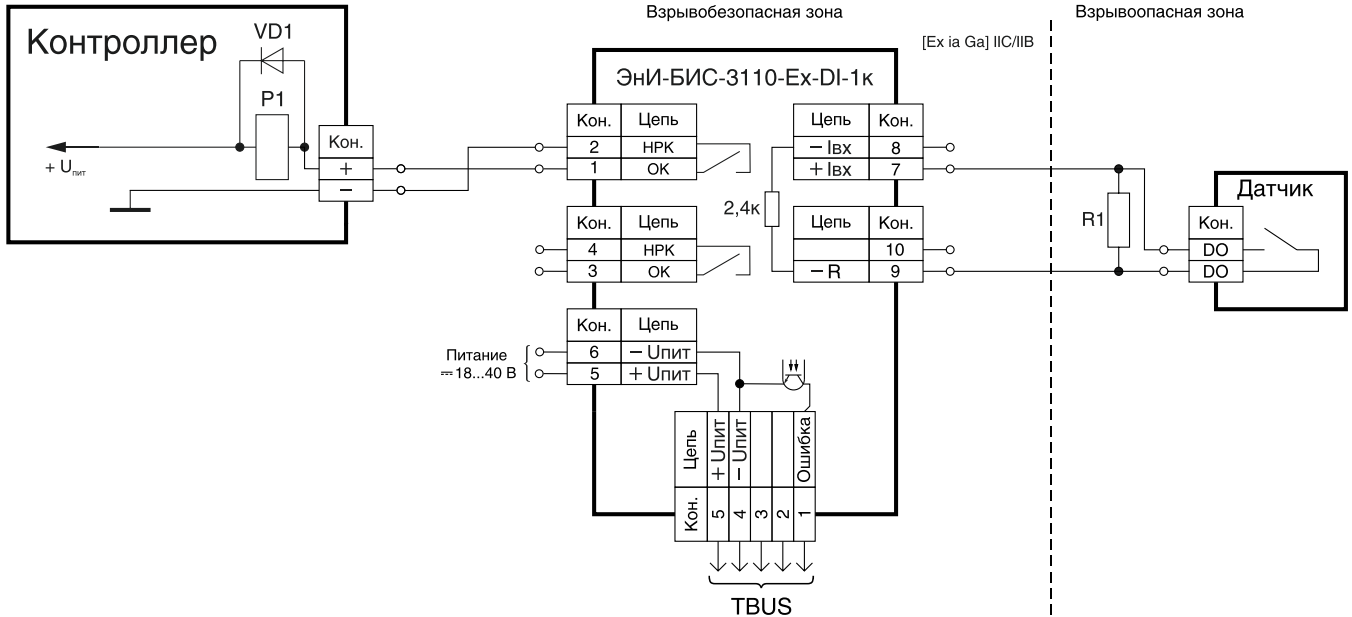 Взрывобезопасная зона
Взрывоопасная зона
Контроллер
VD1
P1
+ Uпит
Кон.
+
−
[Ex ia Ga] IIC/IIB
ЭнИ-БИС-3110-Ex-DI-1к
Кон. Цепь
2 НРК
1 ОК
Кон. Цепь
4 НРК
3 ОК
Питание
⎓18...40 В
Кон. Цепь
6 − Uпит
5 + Uпит
Цепь Кон.
− Iвх 8
+ Iвх 7
2,4к
Цепь Кон.
10
− R 9
R1
Датчик
Кон.
DO
DO
Цепь + Uпит − Uпит Ошибка
Кон. 5 4 3 2 1
TBUS